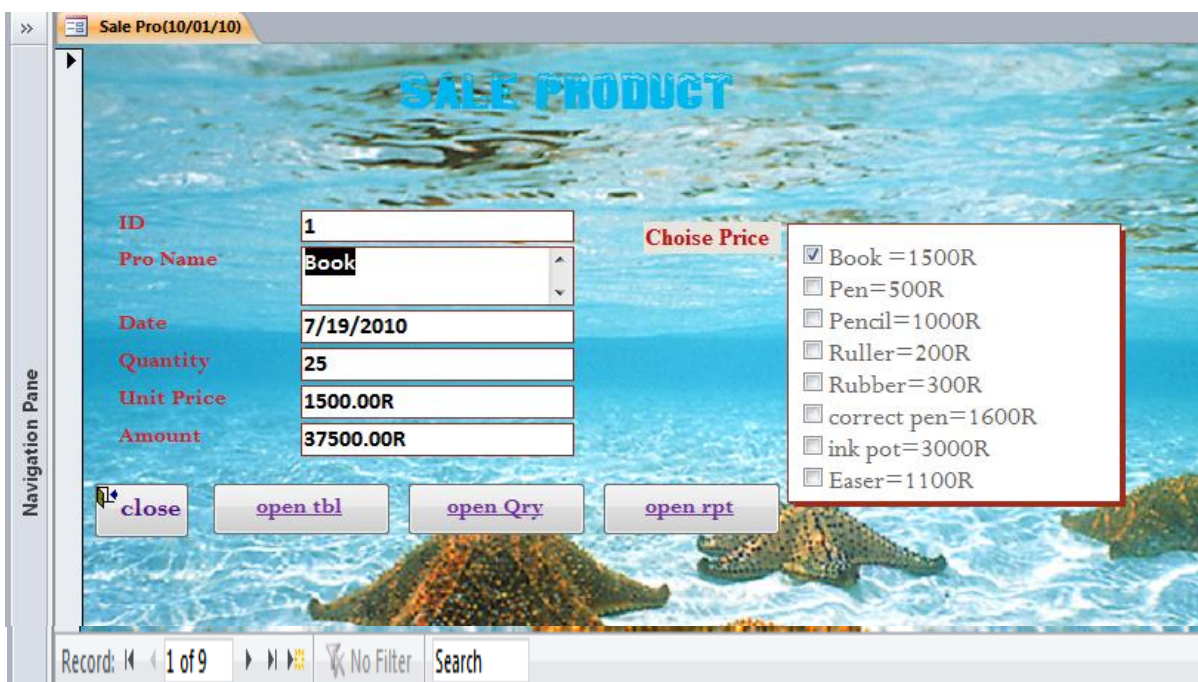 Sale Pro(10/01/10)
SALE PRODUCT
ID 1
Pro Name Book
Date 7/19/2010
Quantity 25
Unit Price 1500.00R
Amount 37500.00R
Choise Price
Book =1500R
Pen=500R
Pencil=1000R
Ruller=200R
Rubber=300R
correct pen=1600R
ink pot=3000R
Easer=1100R
close open tbl open Qry open rpt
Navigation Pane
Record: 1 of 9 No Filter Search